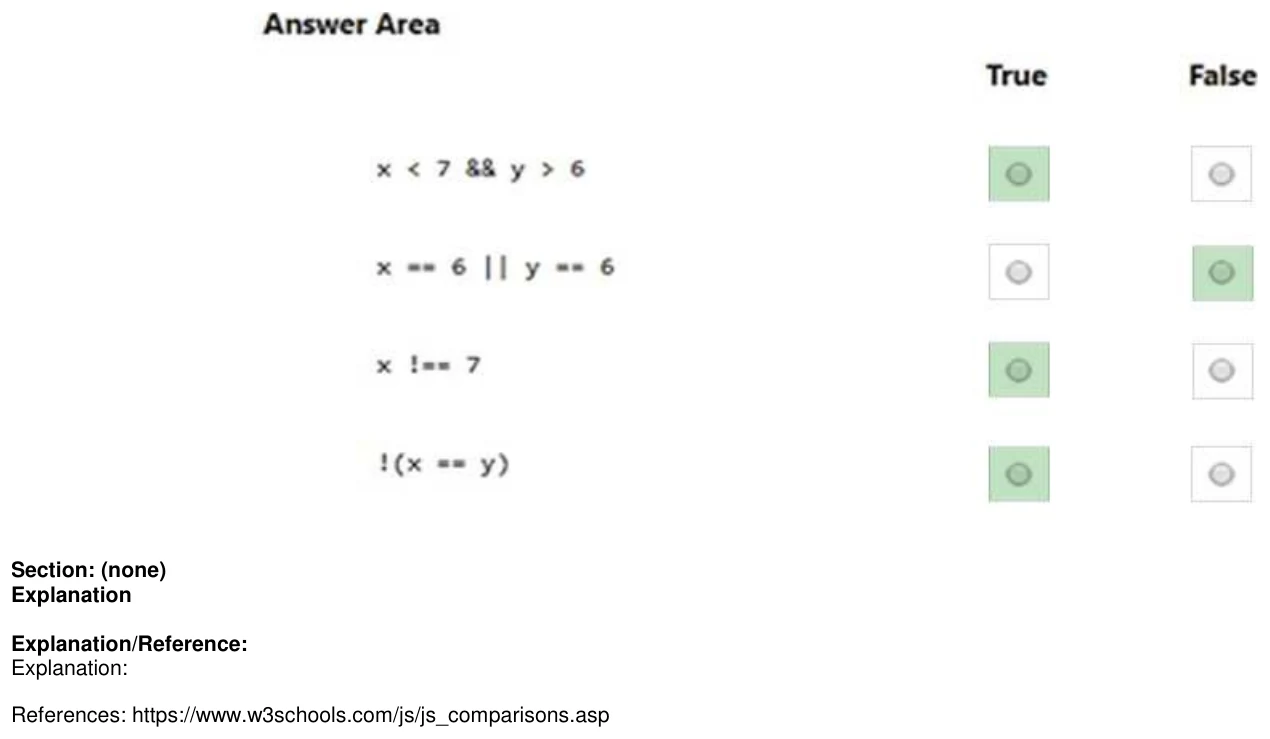 Answer Area
True False
x < 7 && y > 6
x == 6 || y == 6
x !== 7
!(x == y)
Section: (none)
Explanation
Explanation/Reference:
Explanation:
References: https://www.w3schools.com/js/js_comparisons.asp